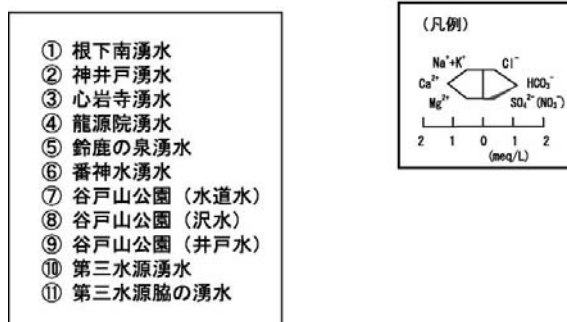 ① 根下南湧水
② 神井戸湧水
③ 心岩寺湧水
④ 龍源院湧水
⑤ 鈴鹿の泉湧水
⑥ 番神水湧水
⑦ 谷戸山公園（水道水）
⑧ 谷戸山公園（沢水）
⑨ 谷戸山公園（井戸水）
⑩ 第三水源湧水
⑪ 第三水源脇の湧水
(凡例)
Na⁺+K⁺ Cl⁻
Ca²⁺ HCO₃⁻
Mg²⁺ SO₄²⁻(NO₃⁻)
2 1 0 1 2
(meq/L)